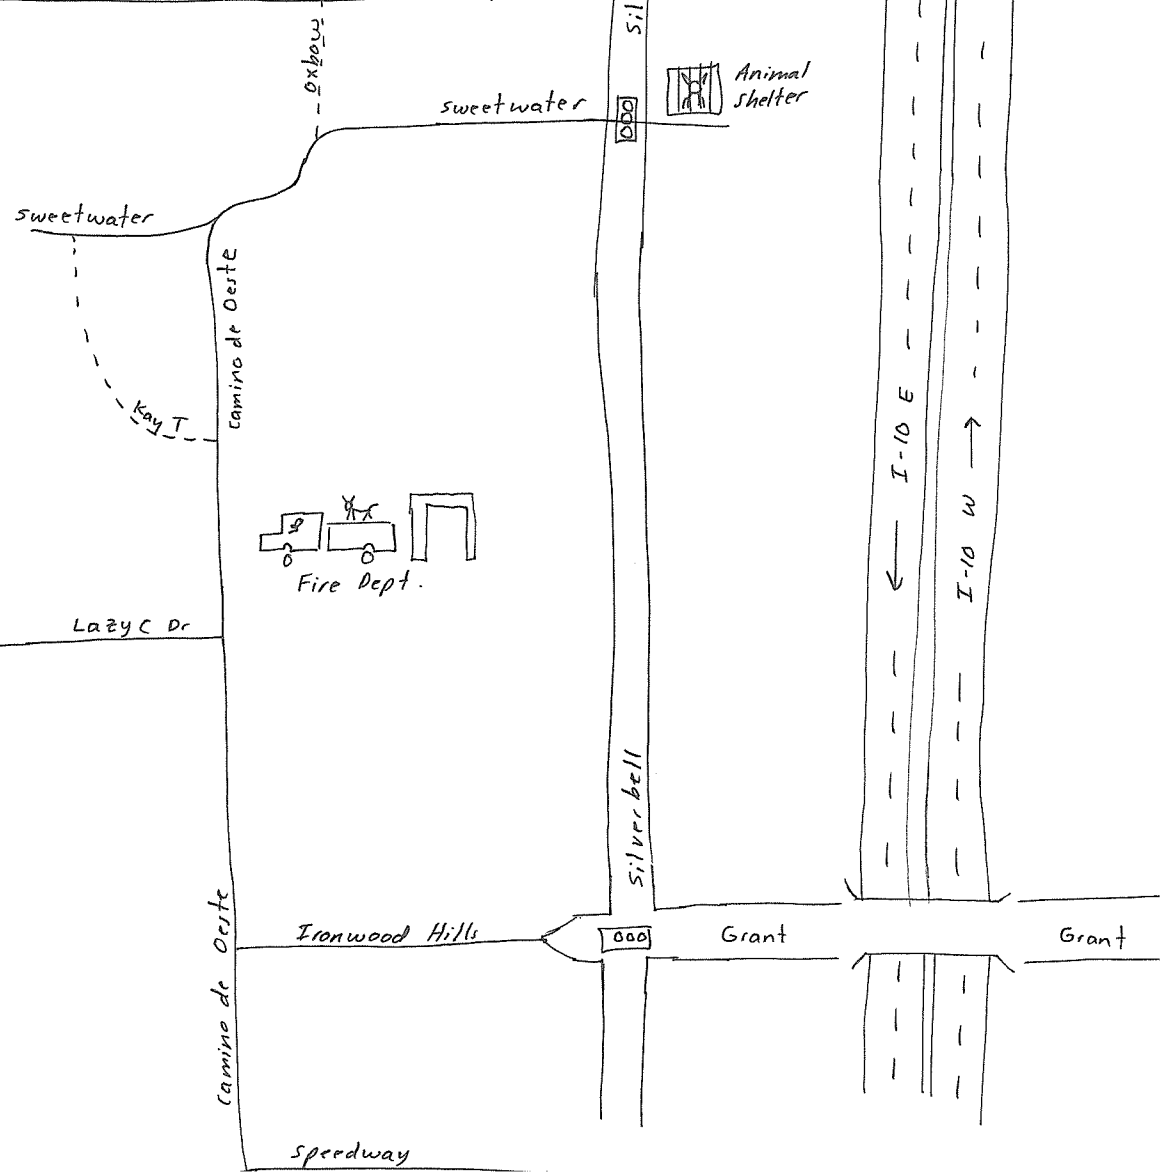 Oxbow
Sil
Animal
shelter
sweetwater
sweetwater
Camino de Oeste
Kay T
I-10 E
I-10 W
Fire Dept.
Lazy C Dr
Silverbell
Camino de Oeste
Ironwood Hills
Grant
Grant
speedway